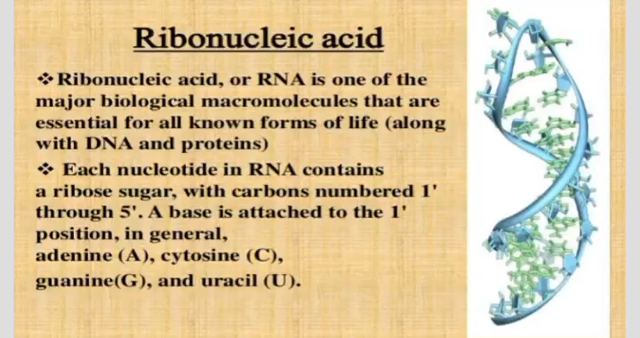 Ribonucleic acid
❖Ribonucleic acid, or RNA is one of the
major biological macromolecules that are
essential for all known forms of life (along
with DNA and proteins)
❖ Each nucleotide in RNA contains
a ribose sugar, with carbons numbered 1'
through 5'. A base is attached to the 1'
position, in general,
adenine (A), cytosine (C),
guanine(G), and uracil (U).